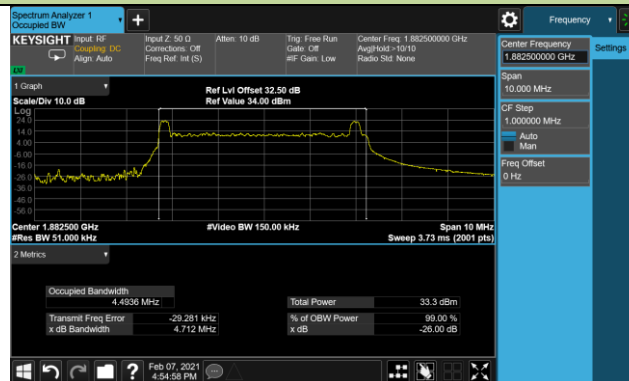 Spectrum Analyzer 1
Occupied BW
+
Frequency
KEYSIGHT
Input: RF
Coupling: DC
Align: Auto
Input Z: 50 Ω
Corrections: Off
Freq Ref: Int (S)
Atten: 10 dB
Trig: Free Run
Gate: Off
#IF Gain: Low
Center Freq: 1.882500000 GHz
Avg|Hold:>10/10
Radio Std: None
Center Frequency
1.882500000 GHz
Settings
Span
10.000 MHz
CF Step
1.000000 MHz
Auto
Man
Freq Offset
0 Hz
1 Graph
Scale/Div 10.0 dB
Ref Lvl Offset 32.50 dB
Ref Value 34.00 dBm
Log
24.0
14.0
4.00
-6.00
-16.0
-26.0
-36.0
-46.0
-56.0
Center 1.882500 GHz
#Video BW 150.00 kHz
Span 10 MHz
#Res BW 51.000 kHz
Sweep 3.73 ms (2001 pts)
2 Metrics
Occupied Bandwidth
4.4936 MHz
Total Power
33.3 dBm
Transmit Freq Error
-29.281 kHz
% of OBW Power
99.00 %
x dB Bandwidth
4.712 MHz
x dB
-26.00 dB
?
Feb 07, 2021
4:54:58 PM